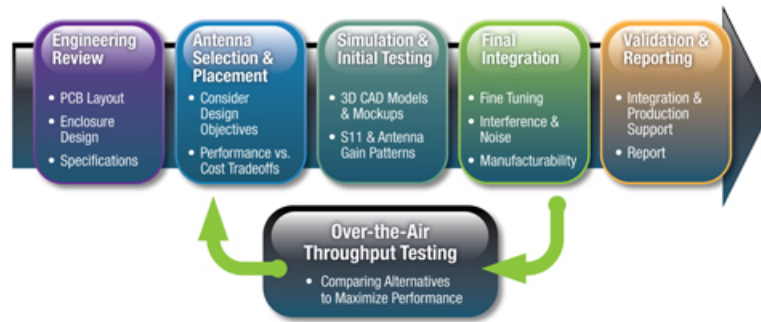 Engineering
Review
• PCB Layout
• Enclosure
Design
• Specifications
Antenna
Selection &
Placement
• Consider
Design
Objectives
• Performance vs.
Cost Tradeoffs
Simulation &
Initial Testing
• 3D CAD Models
& Mockups
• S11 & Antenna
Gain Patterns
Final
Integration
• Fine Tuning
• Interference &
Noise
• Manufacturability
Validation &
Reporting
• Integration &
Production
Support
• Report
Over-the-Air
Throughput Testing
• Comparing Alternatives
to Maximize Performance